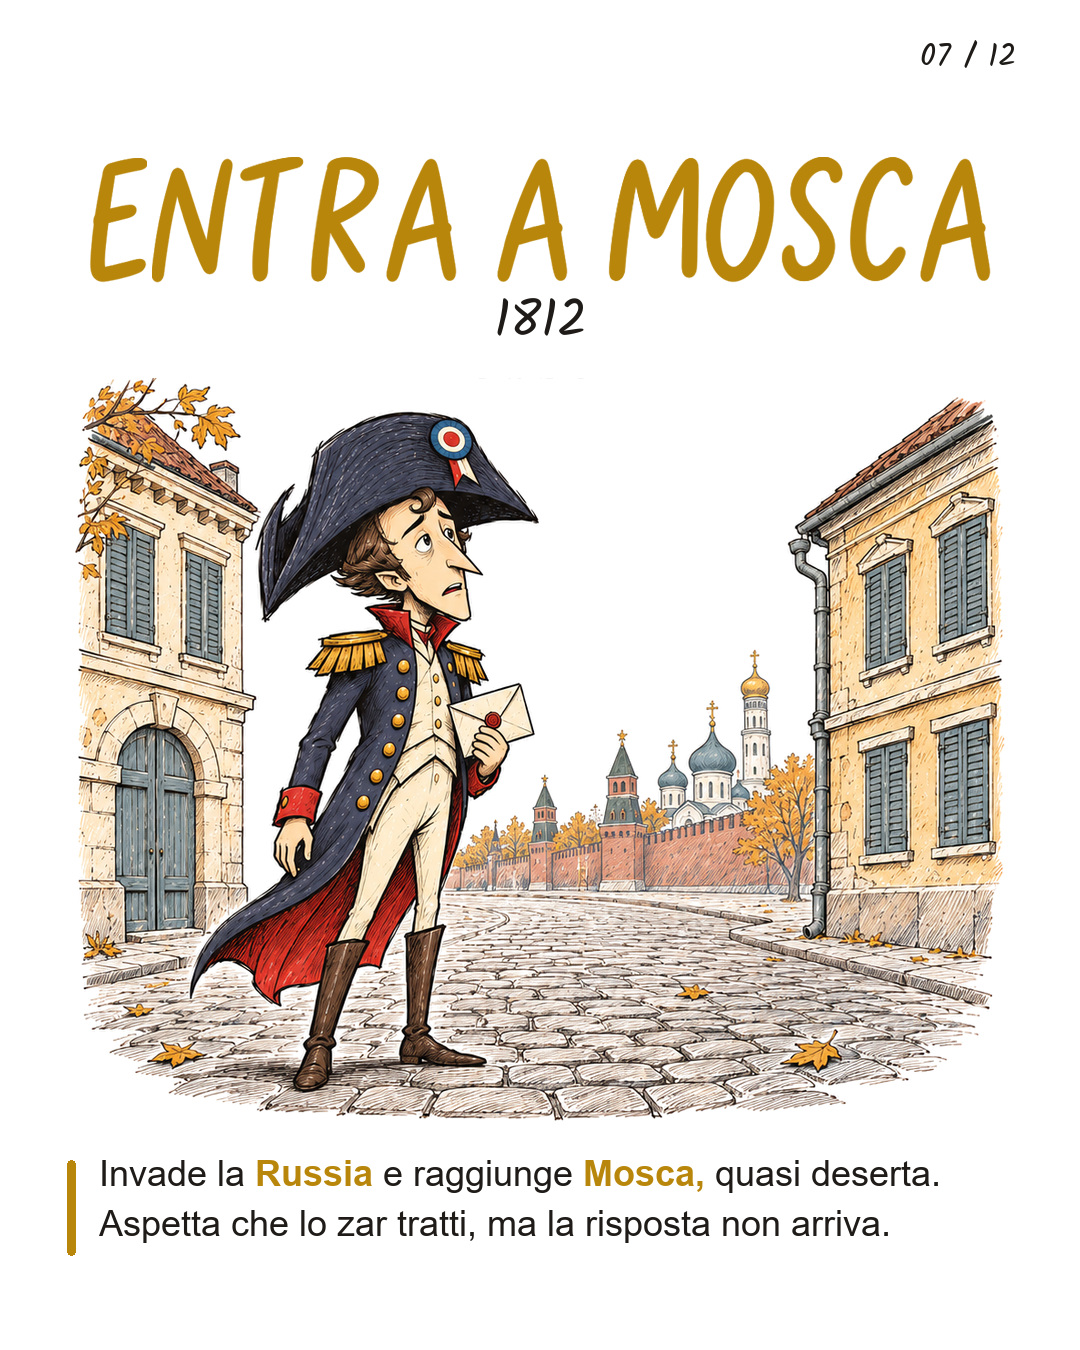 07 / 12
ENTRA A MOSCA
1812
Invade la Russia e raggiunge Mosca, quasi deserta.
Aspetta che lo zar tratti, ma la risposta non arriva.